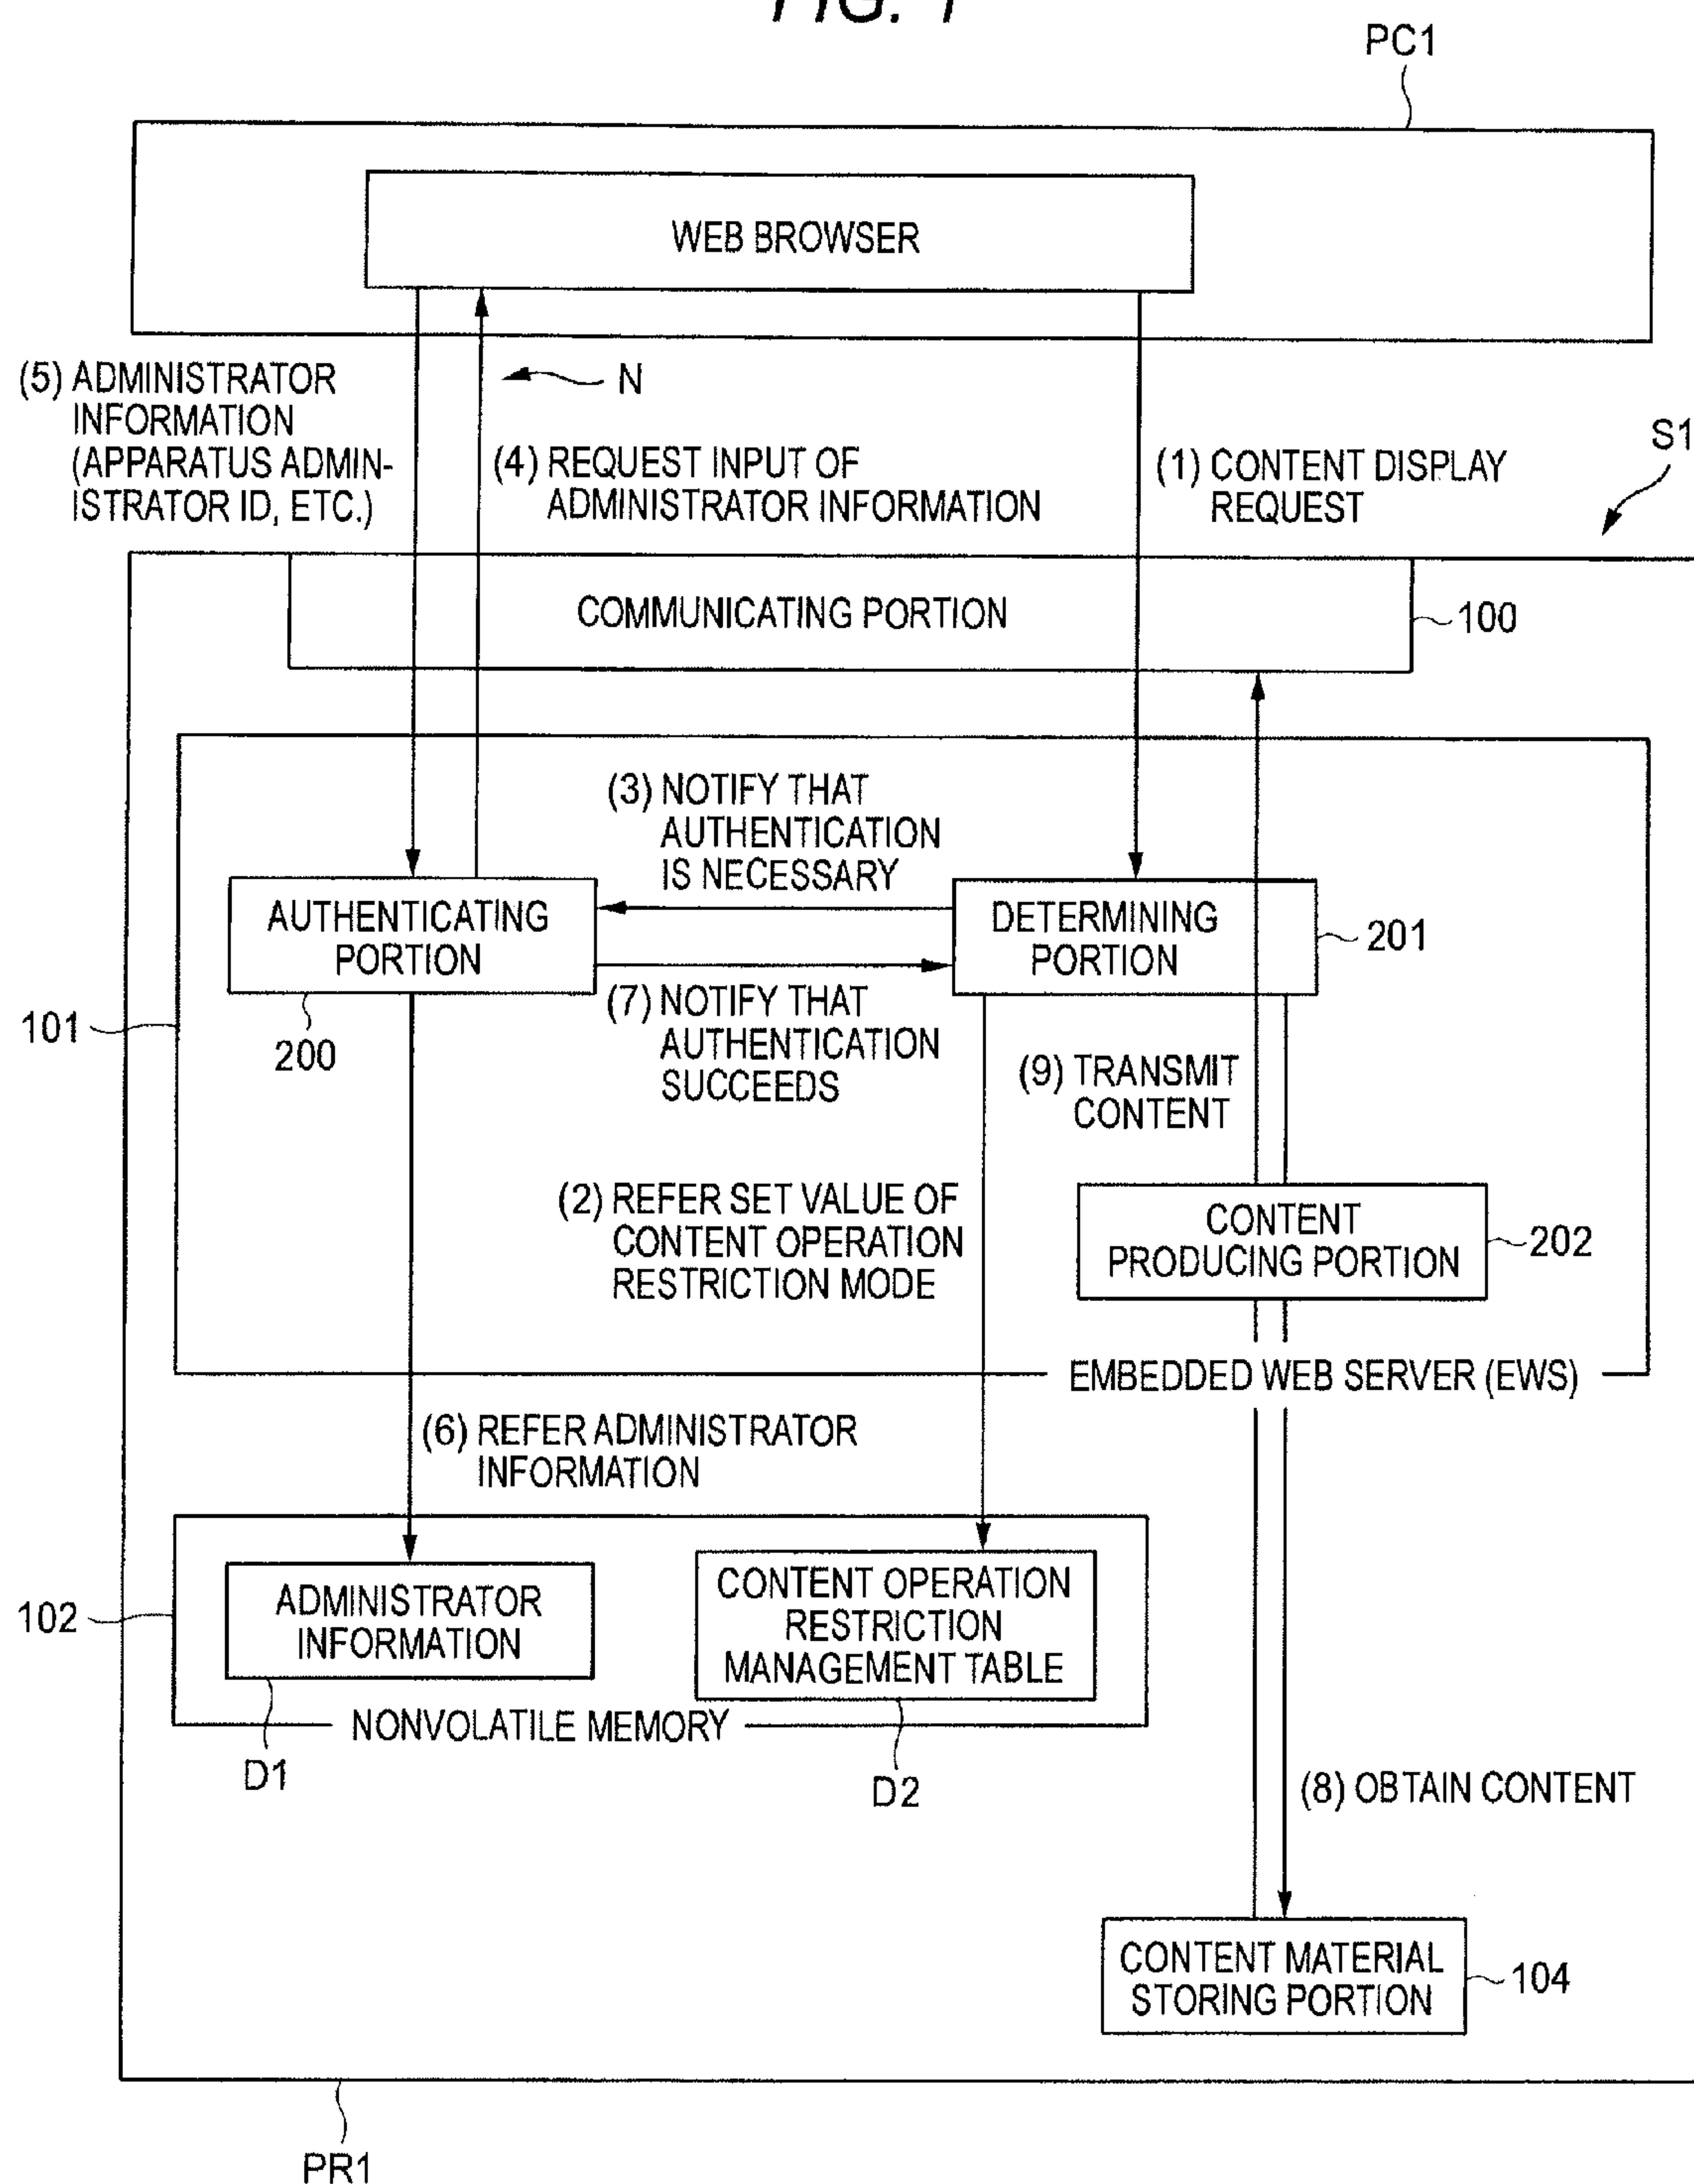 FIG. 1
PC1
WEB BROWSER
(5) ADMINISTRATOR
INFORMATION
(APPARATUS ADMIN-
ISTRATOR ID, ETC.)
N
(4) REQUEST INPUT OF
ADMINISTRATOR INFORMATION
(1) CONTENT DISPLAY
REQUEST
S1
COMMUNICATING PORTION
100
(3) NOTIFY THAT
AUTHENTICATION
IS NECESSARY
AUTHENTICATING
PORTION
200
DETERMINING
PORTION
201
101
(7) NOTIFY THAT
AUTHENTICATION
SUCCEEDS
(9) TRANSMIT
CONTENT
(2) REFER SET VALUE OF
CONTENT OPERATION
RESTRICTION MODE
CONTENT
PRODUCING PORTION
202
EMBEDDED WEB SERVER (EWS)
(6) REFER ADMINISTRATOR
INFORMATION
102
ADMINISTRATOR
INFORMATION
CONTENT OPERATION
RESTRICTION
MANAGEMENT TABLE
NONVOLATILE MEMORY
D1
D2
(8) OBTAIN CONTENT
CONTENT MATERIAL
STORING PORTION
104
PR1